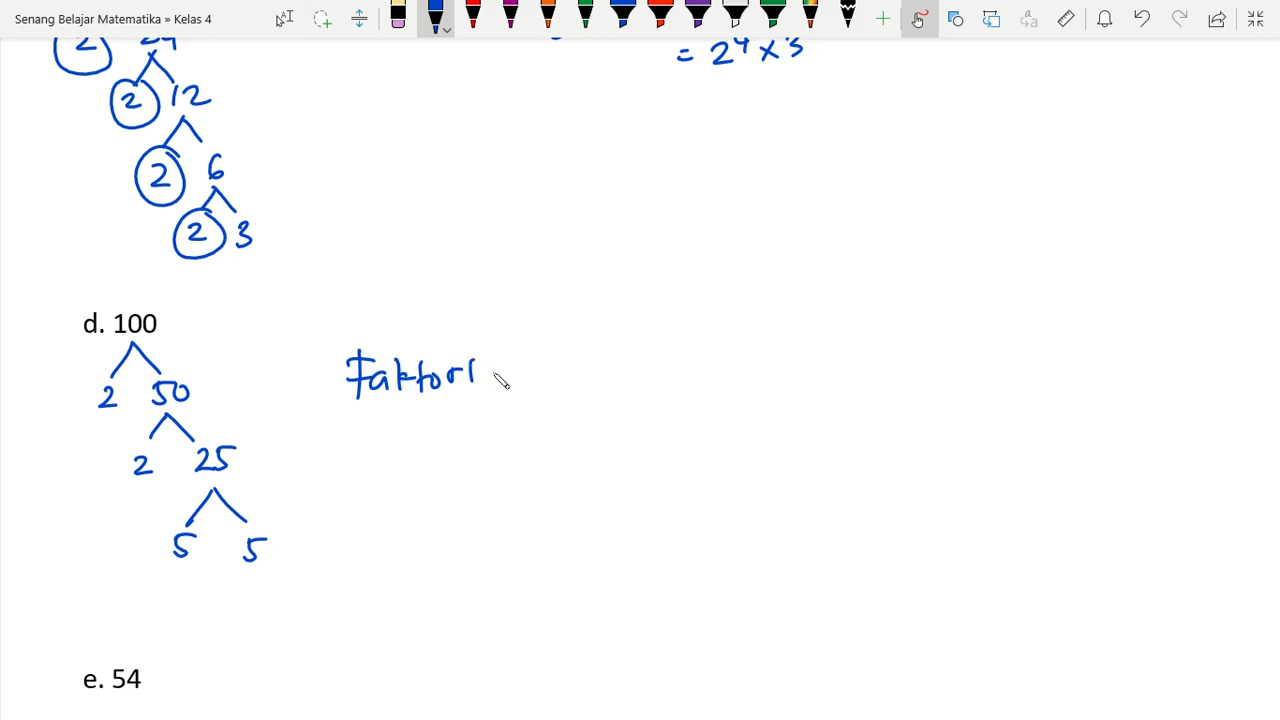 Senang Belajar Matematika » Kelas 4
2 24
= 2⁴ x 3
2 12
2 6
2 3
d. 100
2 50
Faktori
2 25
5 5
e. 54